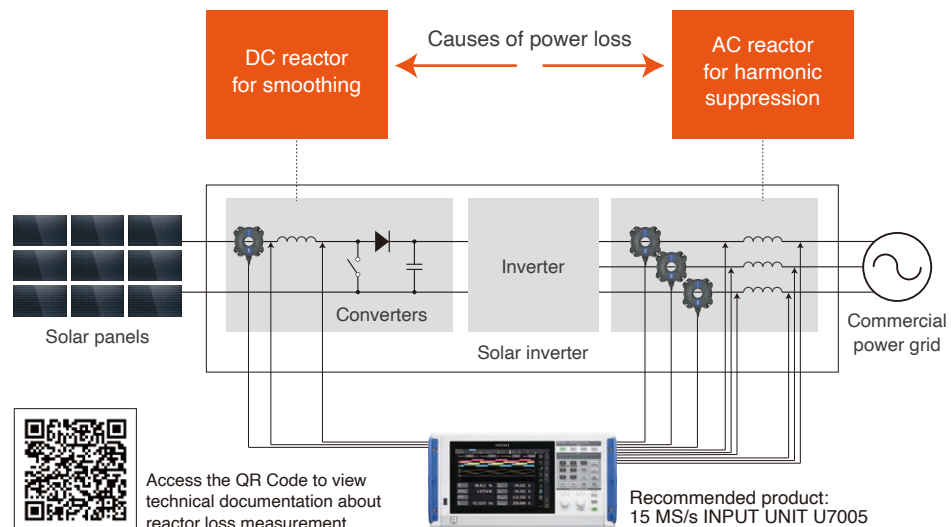 DC reactor
for smoothing
Causes of power loss
AC reactor
for harmonic
suppression
Solar panels
Converters
Inverter
Solar inverter
Commercial
power grid
Access the QR Code to view
technical documentation about
reactor loss measurement
Recommended product:
15 MS/s INPUT UNIT U7005